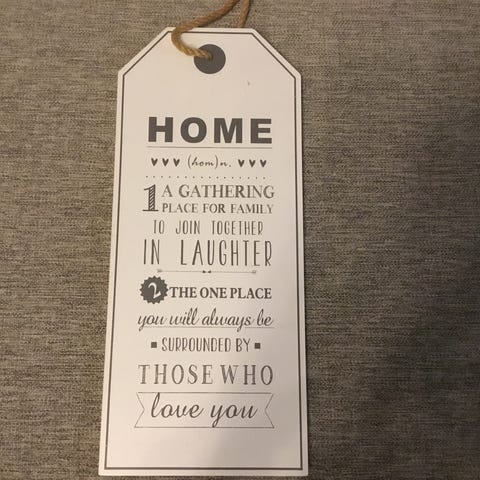 HOME
♥♥♥ (hom)n. ♥♥♥
1 A GATHERING
PLACE FOR FAMILY
TO JOIN TOGETHER
IN LAUGHTER
2 THE ONE PLACE
you will always be
▪ SURROUNDED BY ▪
THOSE WHO
love you